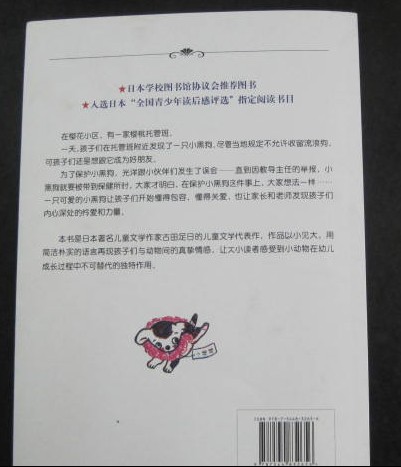 ★日本学校图书馆协议会推荐图书
★入选日本“全国青少年读后感评选”指定阅读书目
在樱花小区，有一家樱桃托管班。
一天，孩子们在托管班附近发现了一只小黑狗，尽管当地规定不允许收留流浪狗，
可孩子们还是想跟它成为好朋友。
为了保护小黑狗，光洋跟小伙伴们发生了误会……直到因教导主任的举报，小
黑狗就要被带到保健所时，大家才明白，在保护小黑狗这件事上，大家想法一样……
一只可爱的小黑狗让孩子们开始懂得包容、懂得关爱，也让家长和老师发现孩子们
内心深处的怜爱和力量。
本书是日本著名儿童文学作家古田足日的儿童文学代表作，作品以小见大，用
简洁朴实的语言再现孩子们与动物间的真挚情感，让大小读者感受到小动物在幼儿
成长过程中不可替代的独特作用。